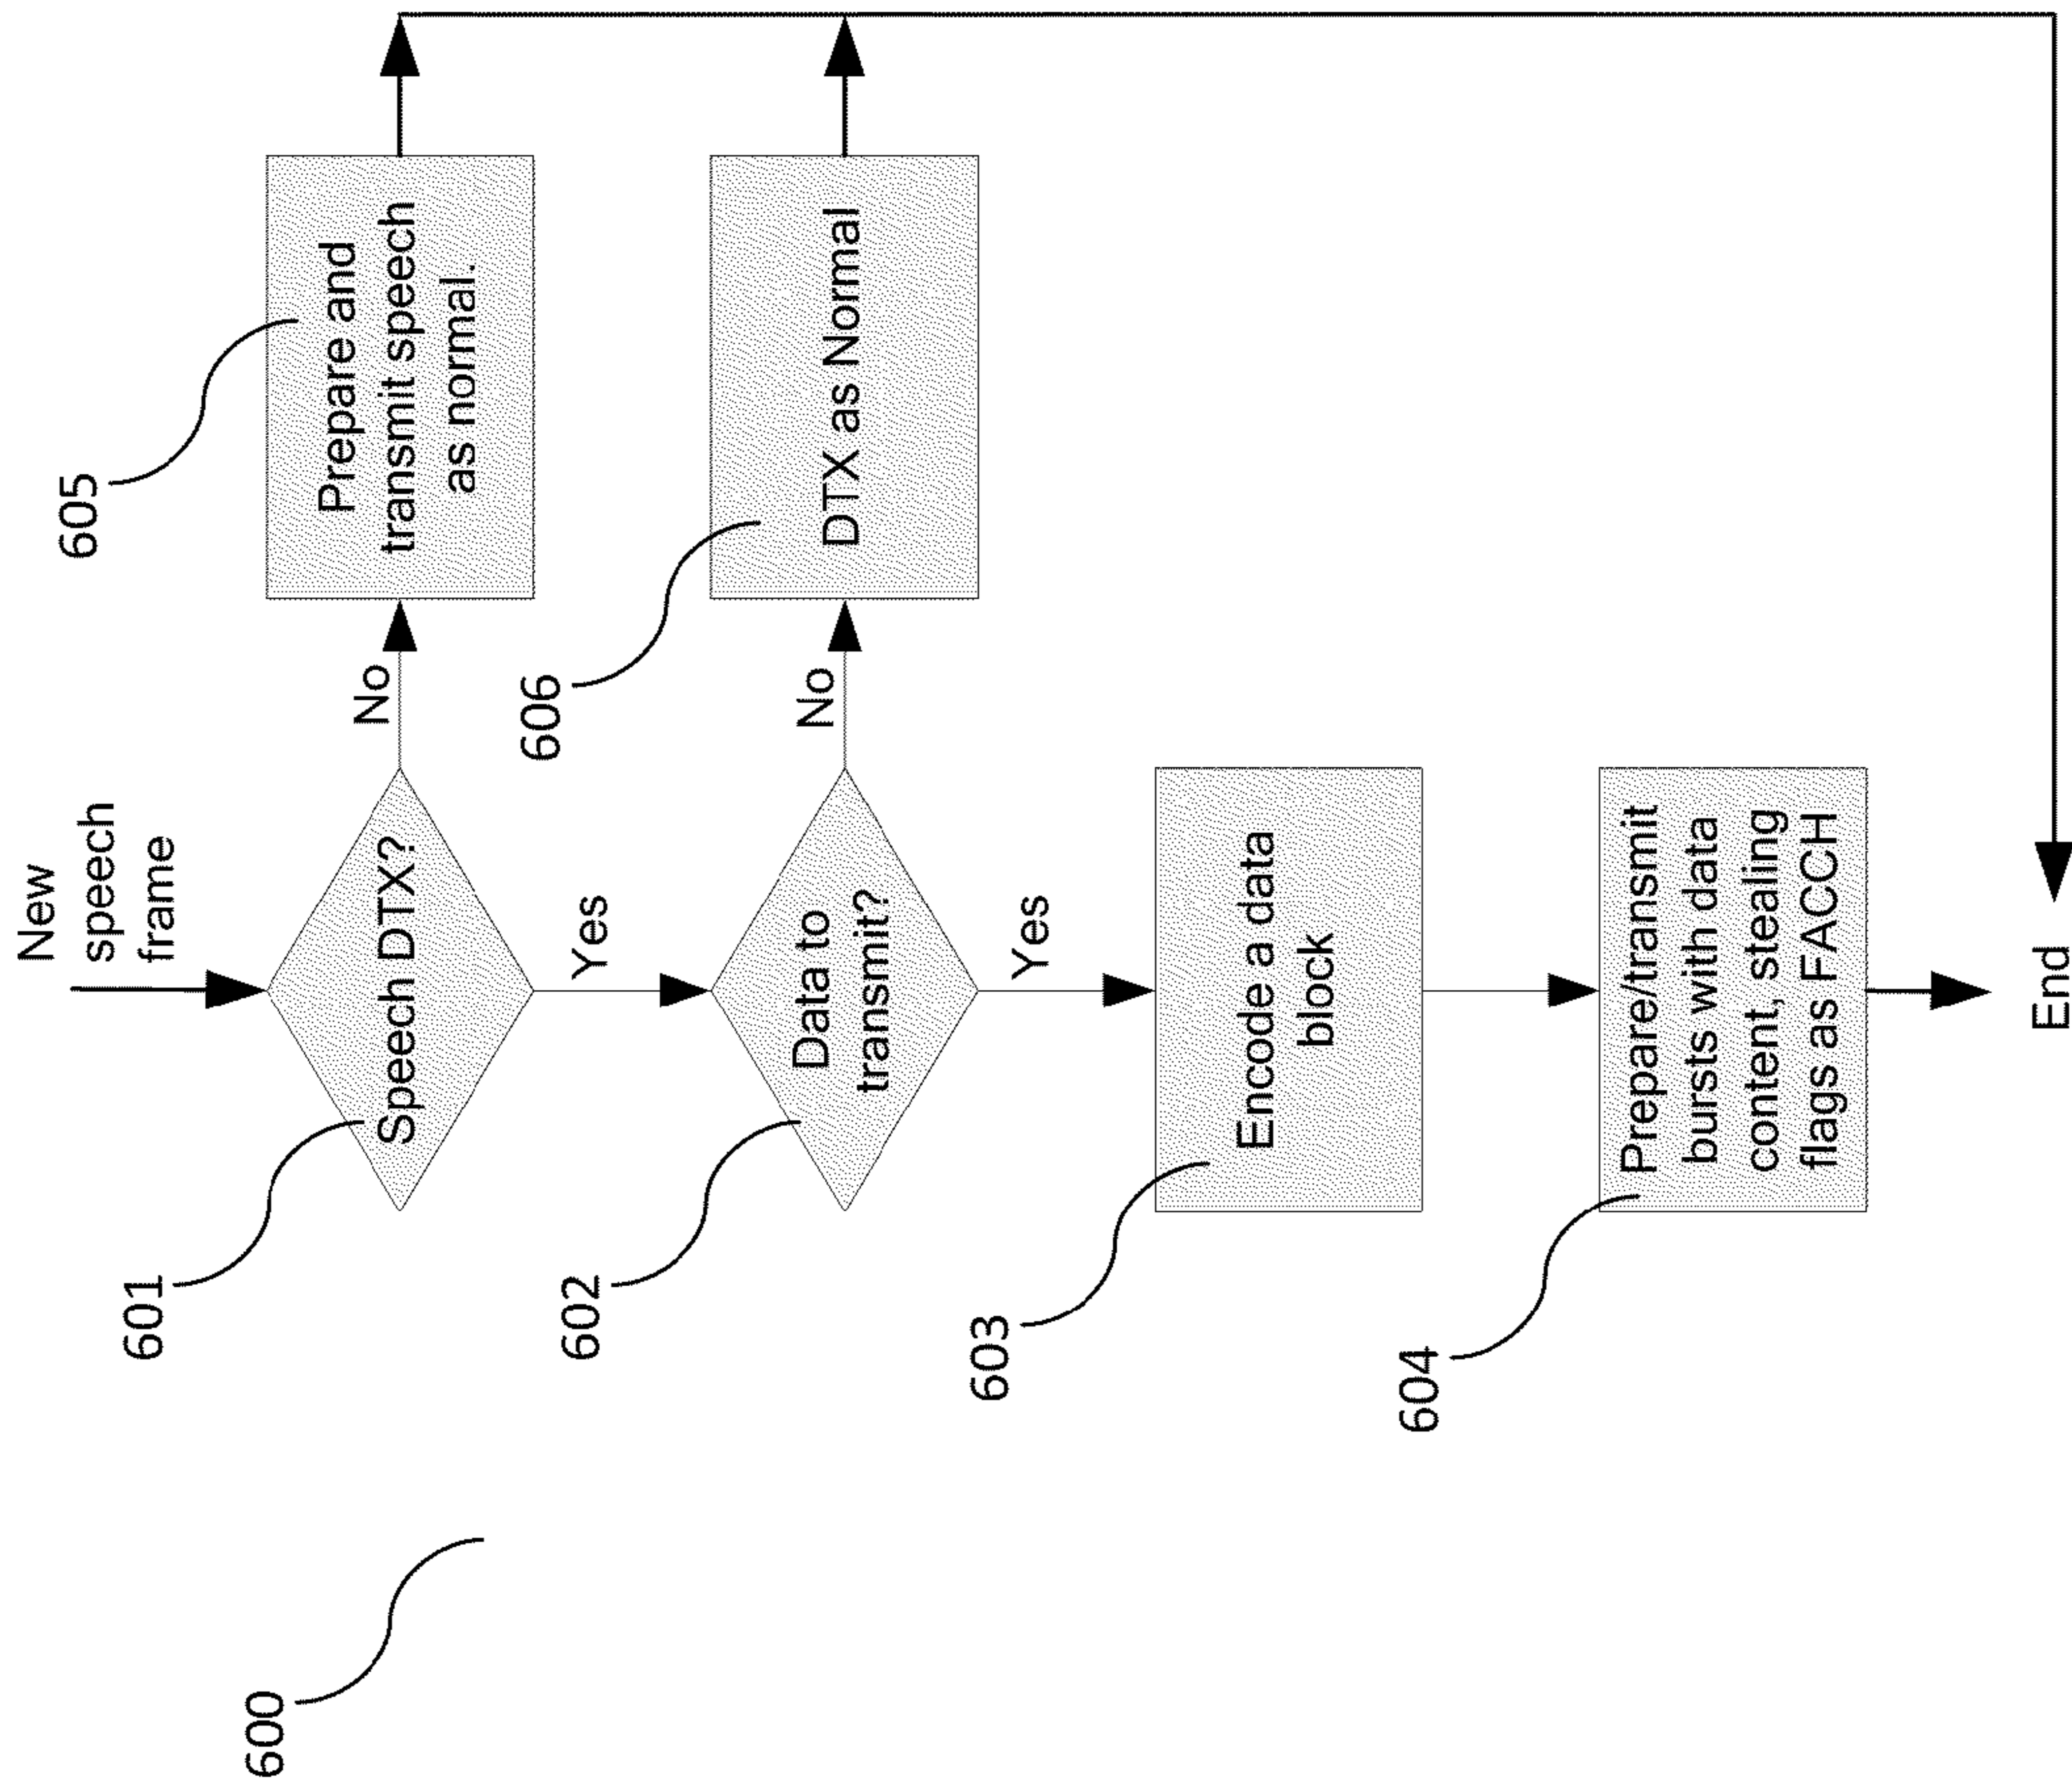 600
New
speech
frame
601
Speech DTX?
No
605
Prepare and
transmit speech
as normal.
Yes
602
Data to
transmit?
No
606
DTX as Normal
Yes
603
Encode a data
block
604
Prepare/transmit
bursts with data
content, stealing
flags as FACCH
End